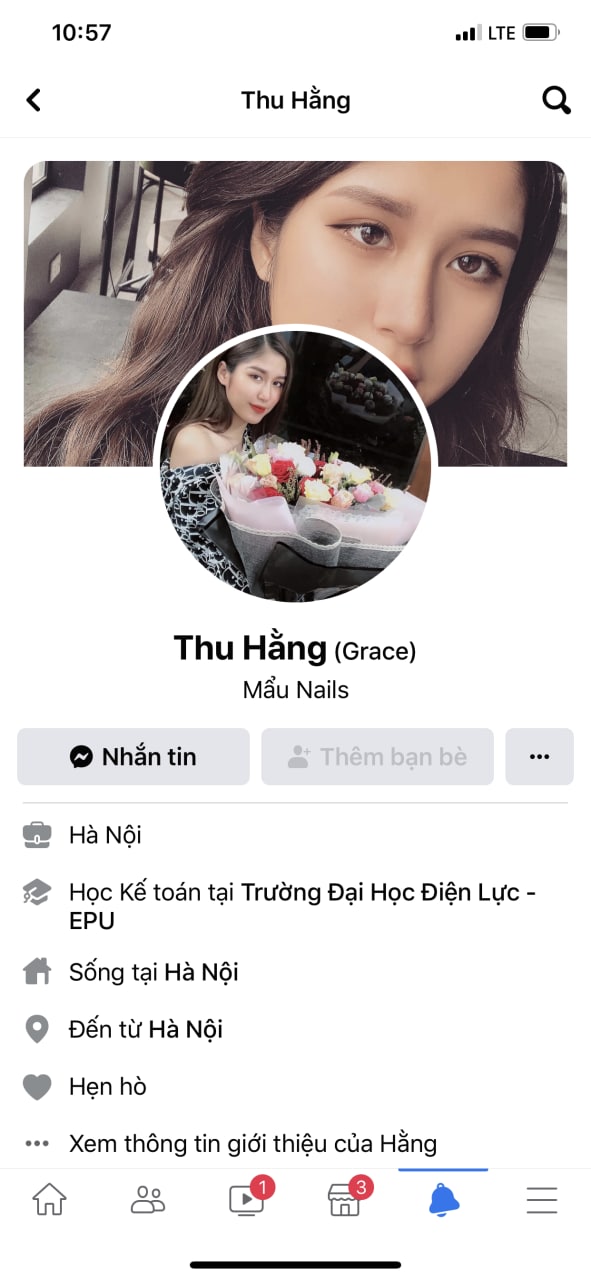 10:57
LTE
Thu Hằng
Thu Hằng (Grace)
Mẩu Nails
Nhắn tin
Thêm bạn bè
Hà Nội
Học Kế toán tại Trường Đại Học Điện Lực -
EPU
Sống tại Hà Nội
Đến từ Hà Nội
Hẹn hò
Xem thông tin giới thiệu của Hằng
1
3